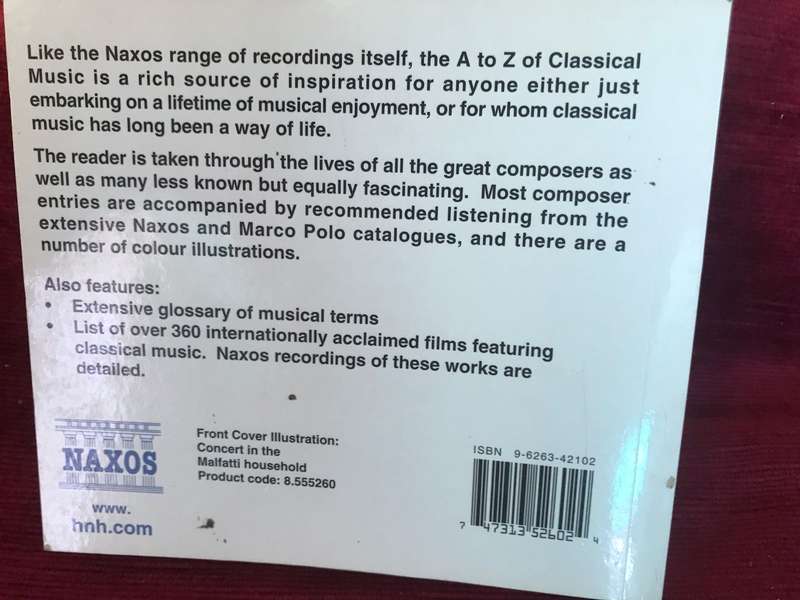 Like the Naxos range of recordings itself, the A to Z of Classical
Music is a rich source of inspiration for anyone either just
embarking on a lifetime of musical enjoyment, or for whom classical
music has long been a way of life.
The reader is taken through the lives of all the great composers as
well as many less known but equally fascinating. Most composer
entries are accompanied by recommended listening from the
extensive Naxos and Marco Polo catalogues, and there are a
number of colour illustrations.
Also features:
• Extensive glossary of musical terms
• List of over 360 internationally acclaimed films featuring
classical music. Naxos recordings of these works are
detailed.
NAXOS
www.
hnh.com
Front Cover Illustration:
Concert in the
Malfatti household
Product code: 8.555260
ISBN 9-6263-42102
7 47313 52602 4